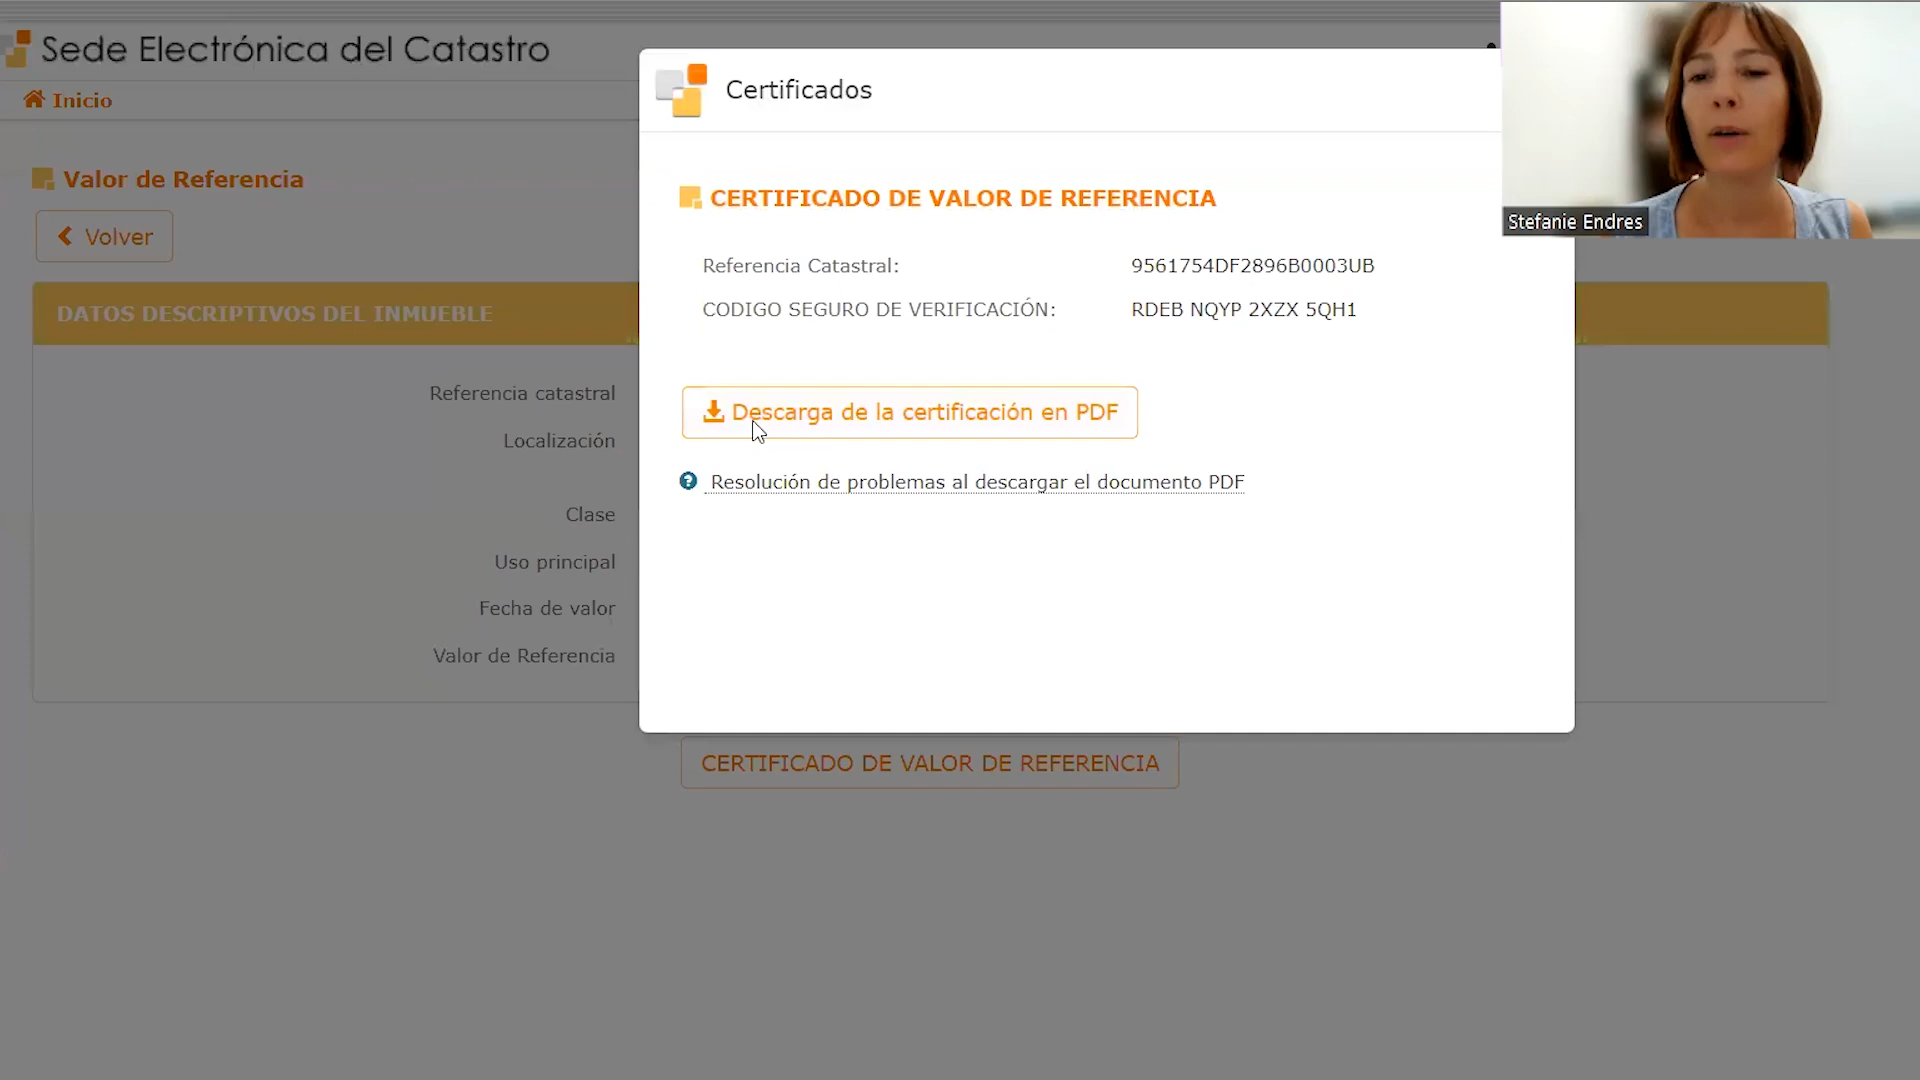 Sede Electrónica del Catastro
Inicio
Valor de Referencia
Volver
DATOS DESCRIPTIVOS DEL INMUEBLE
Referencia catastral
Localización
Clase
Uso principal
Fecha de valor
Valor de Referencia
Certificados
CERTIFICADO DE VALOR DE REFERENCIA
Referencia Catastral: 9561754DF2896B0003UB
CODIGO SEGURO DE VERIFICACIÓN: RDEB NQYP 2XZX 5QH1
Descarga de la certificación en PDF
? Resolución de problemas al descargar el documento PDF
CERTIFICADO DE VALOR DE REFERENCIA
Stefanie Endres